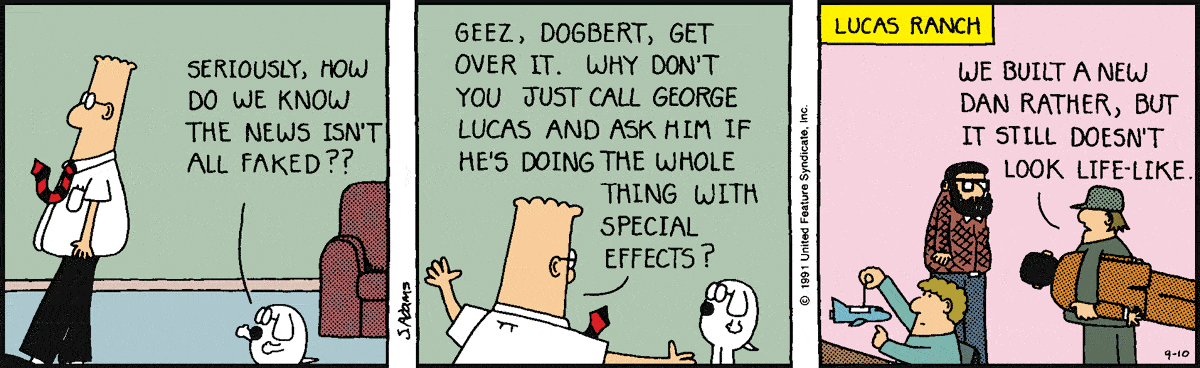 SERIOUSLY, HOW
DO WE KNOW
THE NEWS ISN'T
ALL FAKED??
S.Adams
GEEZ, DOGBERT, GET
OVER IT. WHY DON'T
YOU JUST CALL GEORGE
LUCAS AND ASK HIM IF
HE'S DOING THE WHOLE
THING WITH
SPECIAL
EFFECTS?
© 1991 United Feature Syndicate, Inc.
LUCAS RANCH
WE BUILT A NEW
DAN RATHER, BUT
IT STILL DOESN'T
LOOK LIFE-LIKE.
9-10